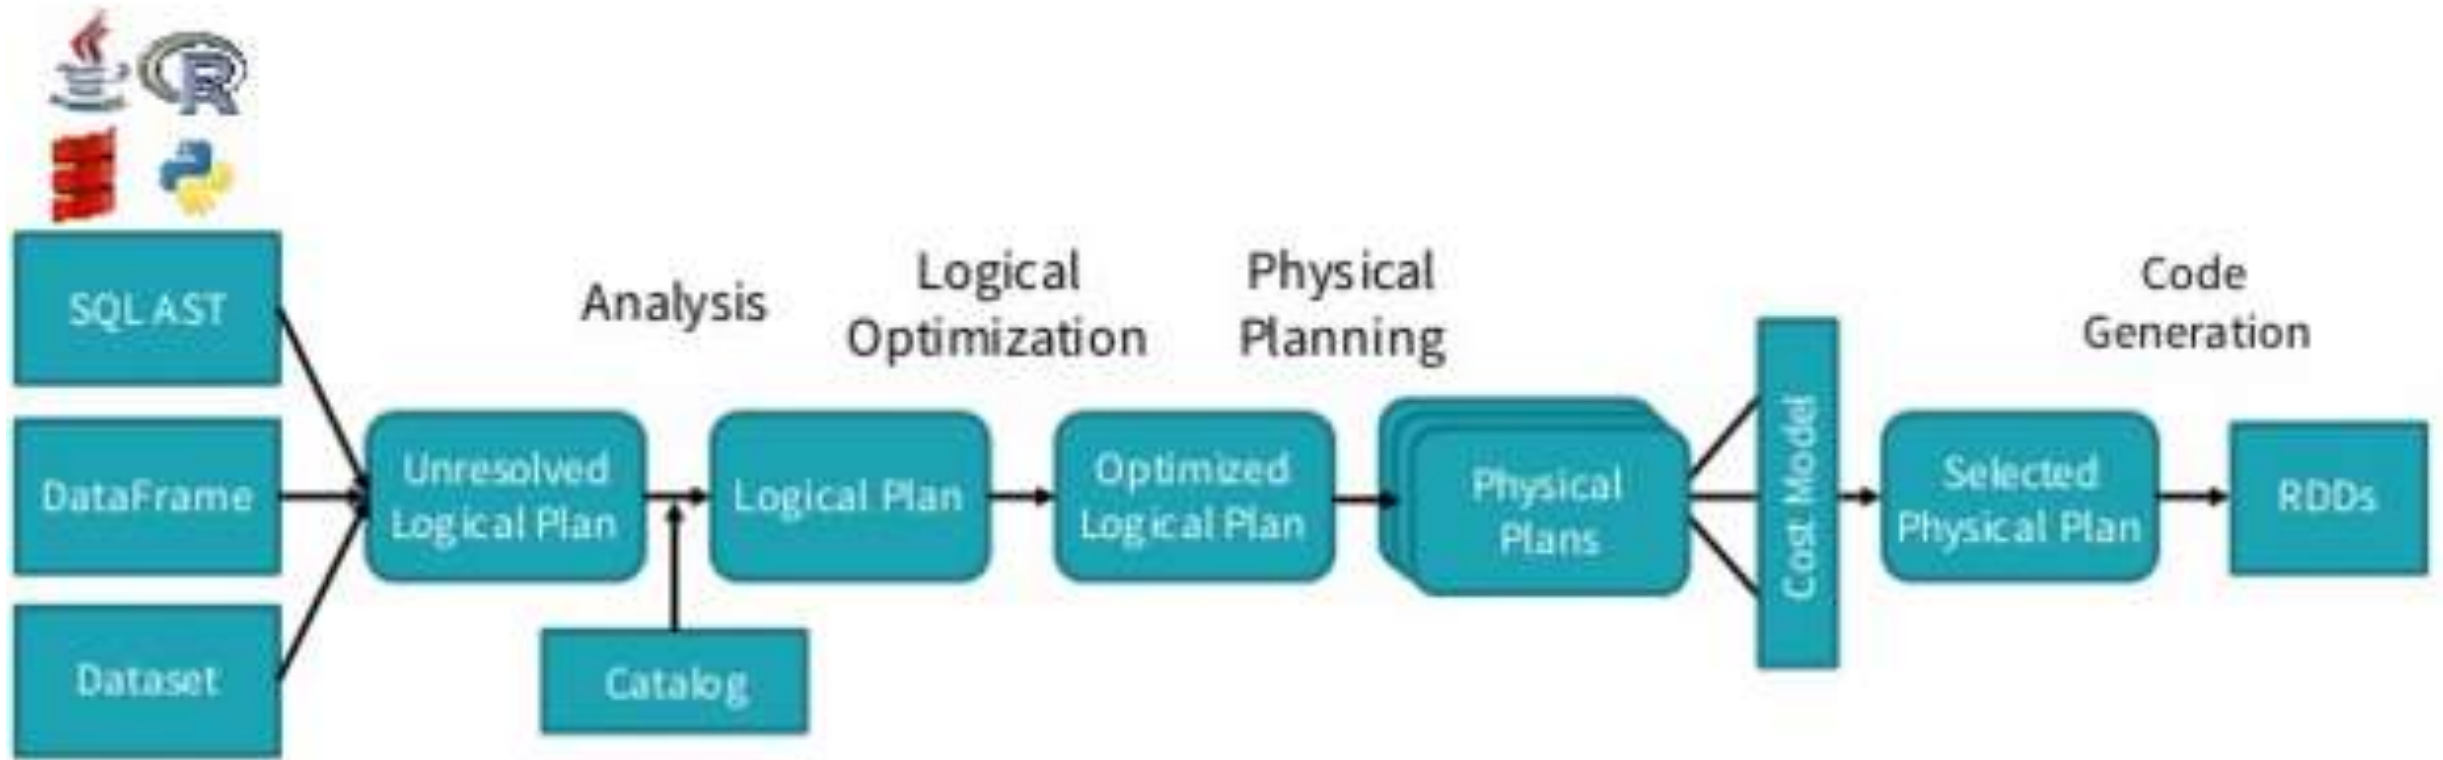 SQL AST
DataFrame
Dataset
Unresolved
Logical Plan
Analysis
Catalog
Logical Plan
Logical
Optimization
Optimized
Logical Plan
Physical
Planning
Physical
Plans
Cost Model
Selected
Physical Plan
Code
Generation
RDDs
R